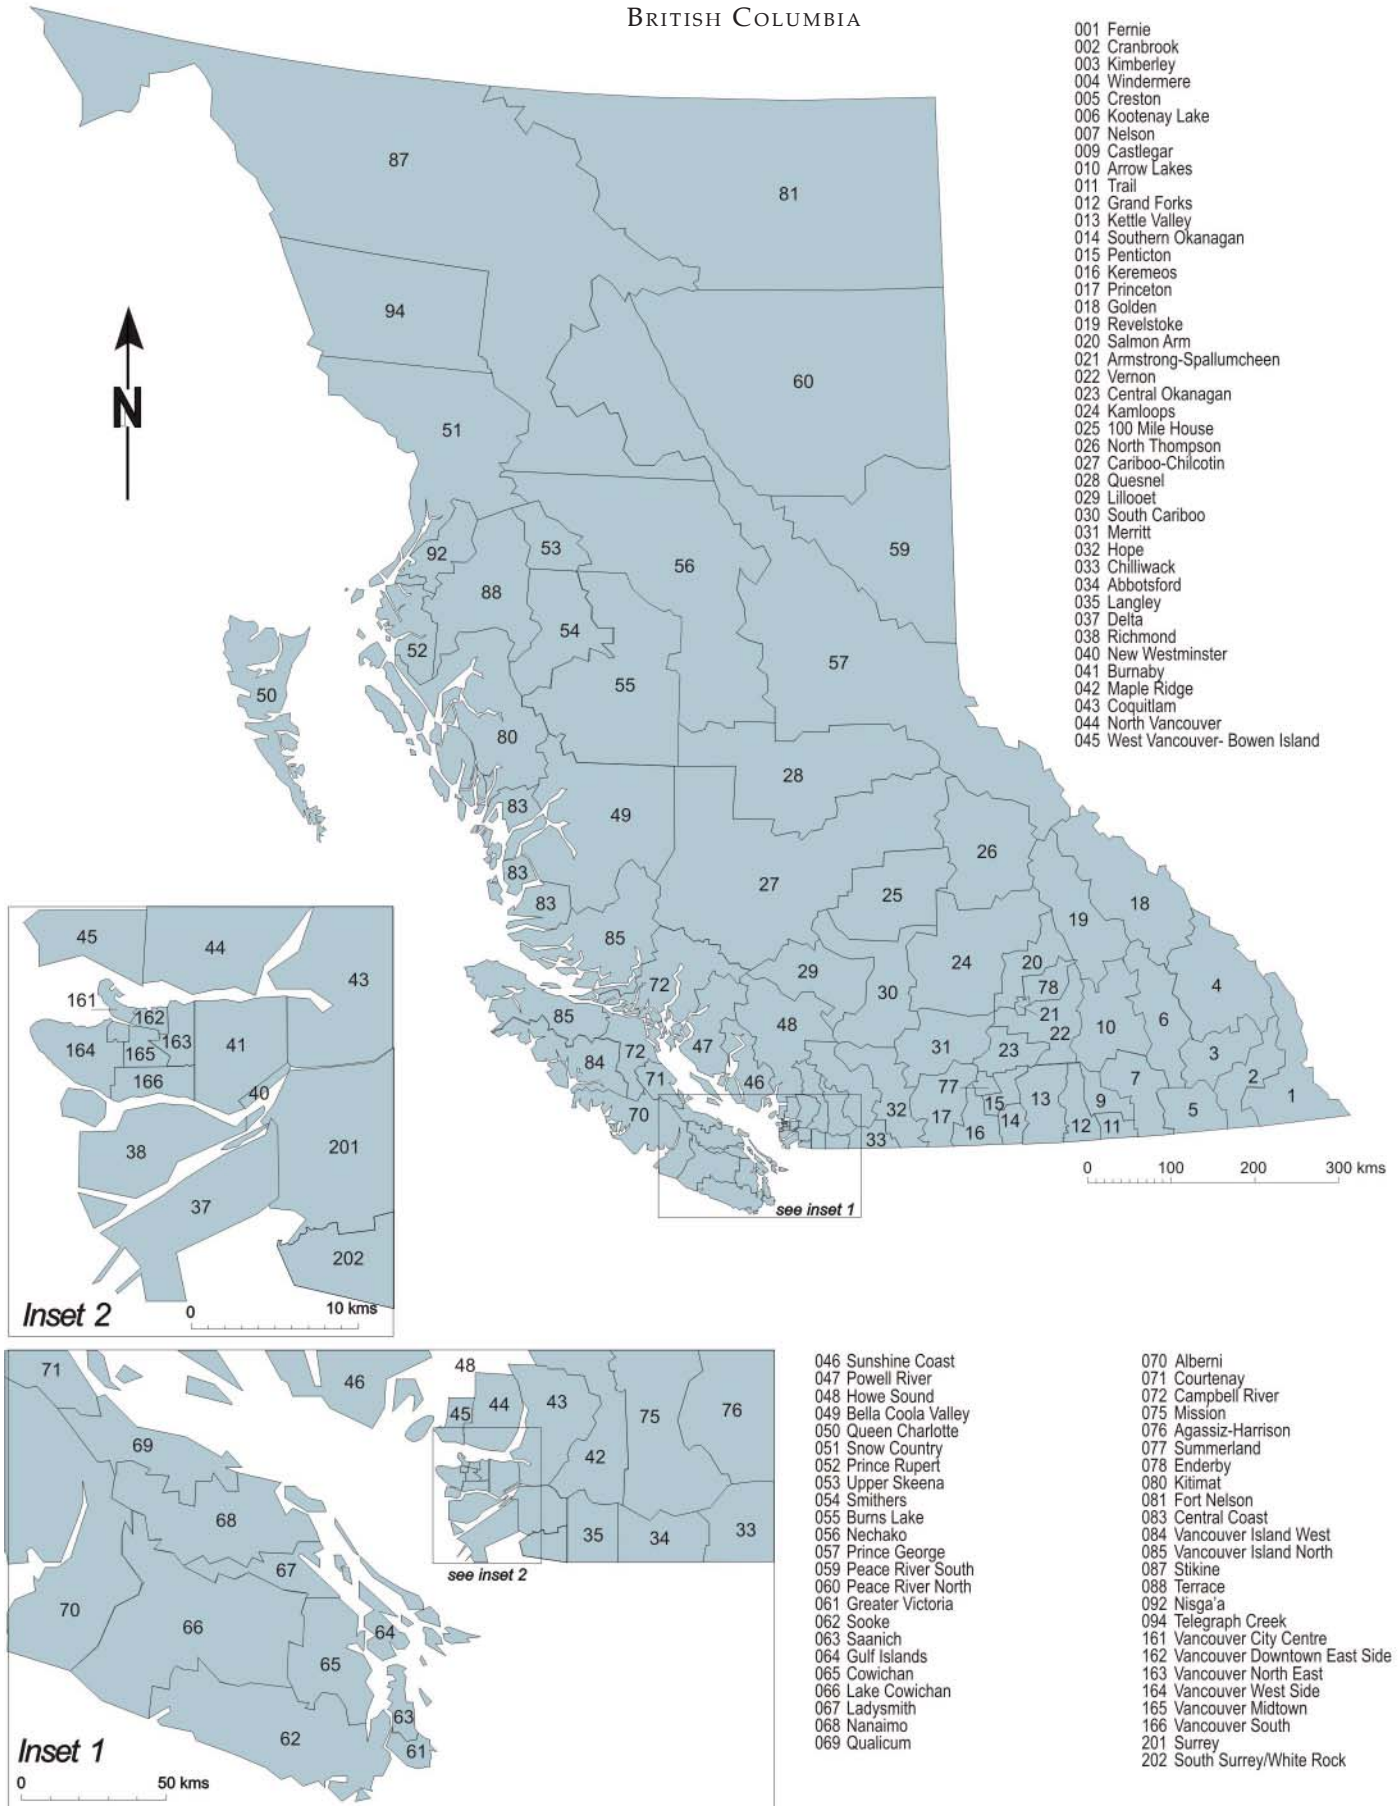 BRITISH COLUMBIA
001 Fernie
002 Cranbrook
003 Kimberley
004 Windermere
005 Creston
006 Kootenay Lake
007 Nelson
009 Castlegar
010 Arrow Lakes
011 Trail
012 Grand Forks
013 Kettle Valley
014 Southern Okanagan
015 Penticton
016 Keremeos
017 Princeton
018 Golden
019 Revelstoke
020 Salmon Arm
021 Armstrong-Spallumcheen
022 Vernon
023 Central Okanagan
024 Kamloops
025 100 Mile House
026 North Thompson
027 Cariboo-Chilcotin
028 Quesnel
029 Lillooet
030 South Cariboo
031 Merritt
032 Hope
033 Chilliwack
034 Abbotsford
035 Langley
037 Delta
038 Richmond
040 New Westminster
041 Burnaby
042 Maple Ridge
043 Coquitlam
044 North Vancouver
045 West Vancouver- Bowen Island
87
81
94
N
60
51
92
53
59
56
88
54
52
57
55
50
80
28
83
49
26
83
27
25
83
18
19
85
24
20
29
72
78
4
30
85
48
21
6
10
22
47
31
23
72
3
84
71
46
77
7
2
1
15
13
9
70
32
17
14
5
16
12
11
33
see inset 1
0 100 200 300 kms
45
44
43
161
162
163
41
164
165
166
40
38
201
37
202
Inset 2
0 10 kms
71
46
48
45
44
43
75
76
69
42
68
35
34
33
67
see inset 2
70
66
64
65
63
62
61
Inset 1
0 50 kms
046 Sunshine Coast
047 Powell River
048 Howe Sound
049 Bella Coola Valley
050 Queen Charlotte
051 Snow Country
052 Prince Rupert
053 Upper Skeena
054 Smithers
055 Burns Lake
056 Nechako
057 Prince George
059 Peace River South
060 Peace River North
061 Greater Victoria
062 Sooke
063 Saanich
064 Gulf Islands
065 Cowichan
066 Lake Cowichan
067 Ladysmith
068 Nanaimo
069 Qualicum
070 Alberni
071 Courtenay
072 Campbell River
075 Mission
076 Agassiz-Harrison
077 Summerland
078 Enderby
080 Kitimat
081 Fort Nelson
083 Central Coast
084 Vancouver Island West
085 Vancouver Island North
087 Stikine
088 Terrace
092 Nisga'a
094 Telegraph Creek
161 Vancouver City Centre
162 Vancouver Downtown East Side
163 Vancouver North East
164 Vancouver West Side
165 Vancouver Midtown
166 Vancouver South
201 Surrey
202 South Surrey/White Rock